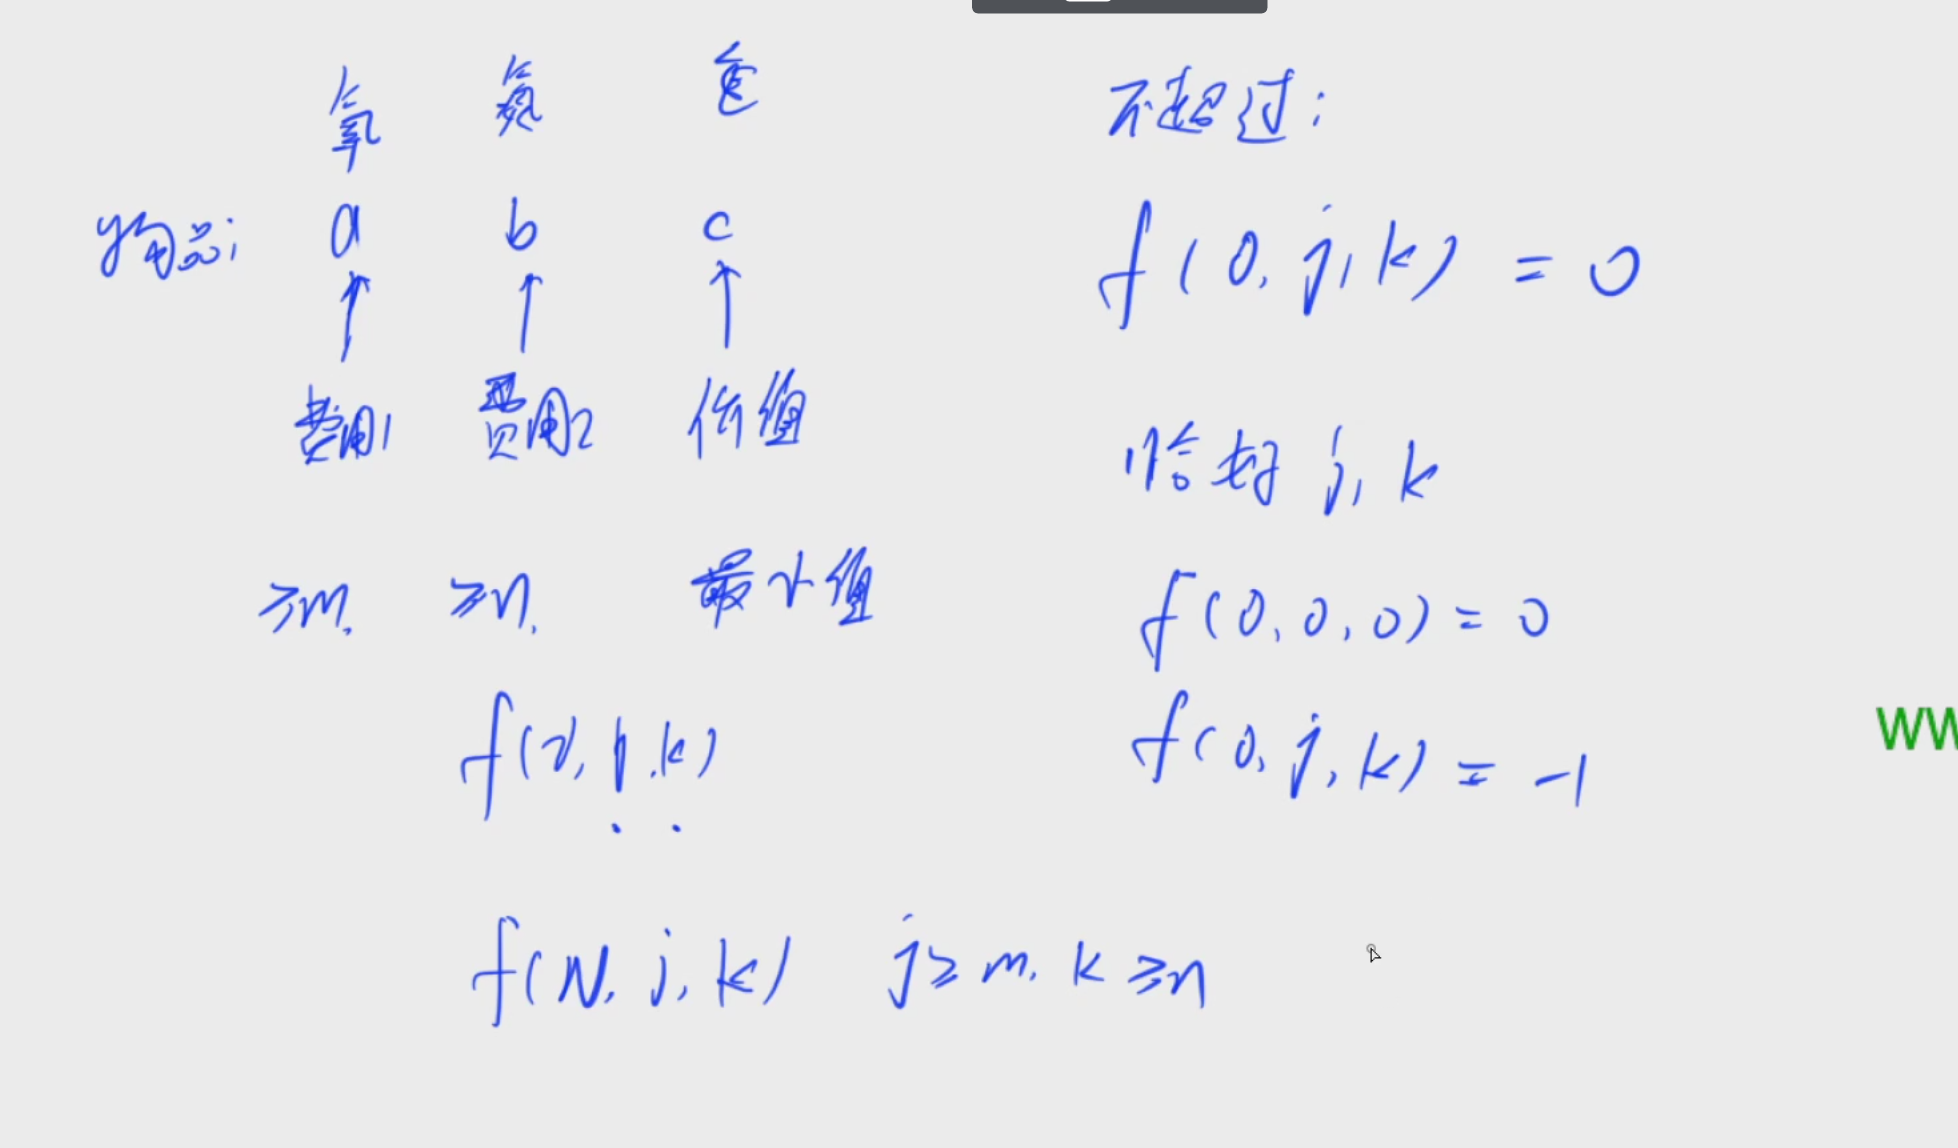 氧 氮 重
物品i a b c
↑ ↑ ↑
费用1 费用2 价值
≥m. ≥n. 最小值
f(i, j, k)
f(N, j, k) j≥m, k≥n
不超过:
f(0, j, k) = 0
恰好 j, k
f(0, 0, 0) = 0
f(0, j, k) = -1